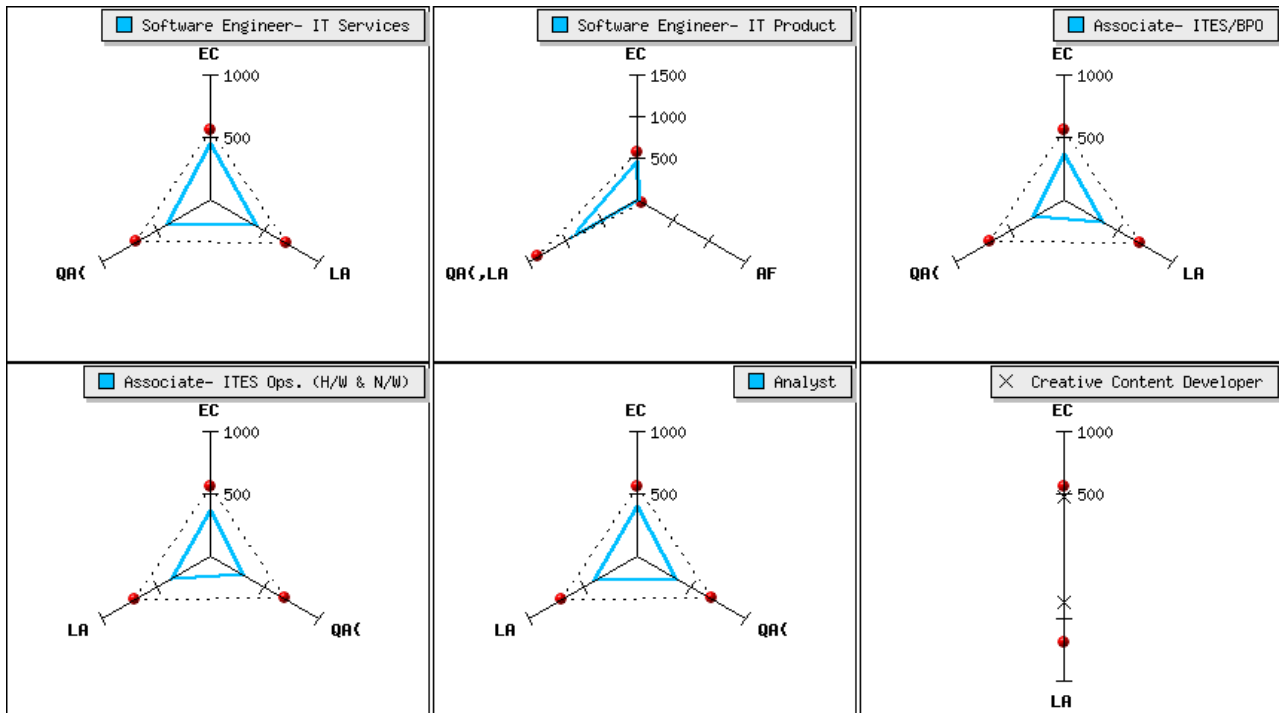 Software Engineer- IT Services
EC
1000
500
QA(
LA
Software Engineer- IT Product
EC
1500
1000
500
QA(,LA
AF
Associate- ITES/BPO
EC
1000
500
QA(
LA
Associate- ITES Ops. (H/W & N/W)
EC
1000
500
LA
QA(
Analyst
EC
1000
500
LA
QA(
Creative Content Developer
EC
1000
500
LA